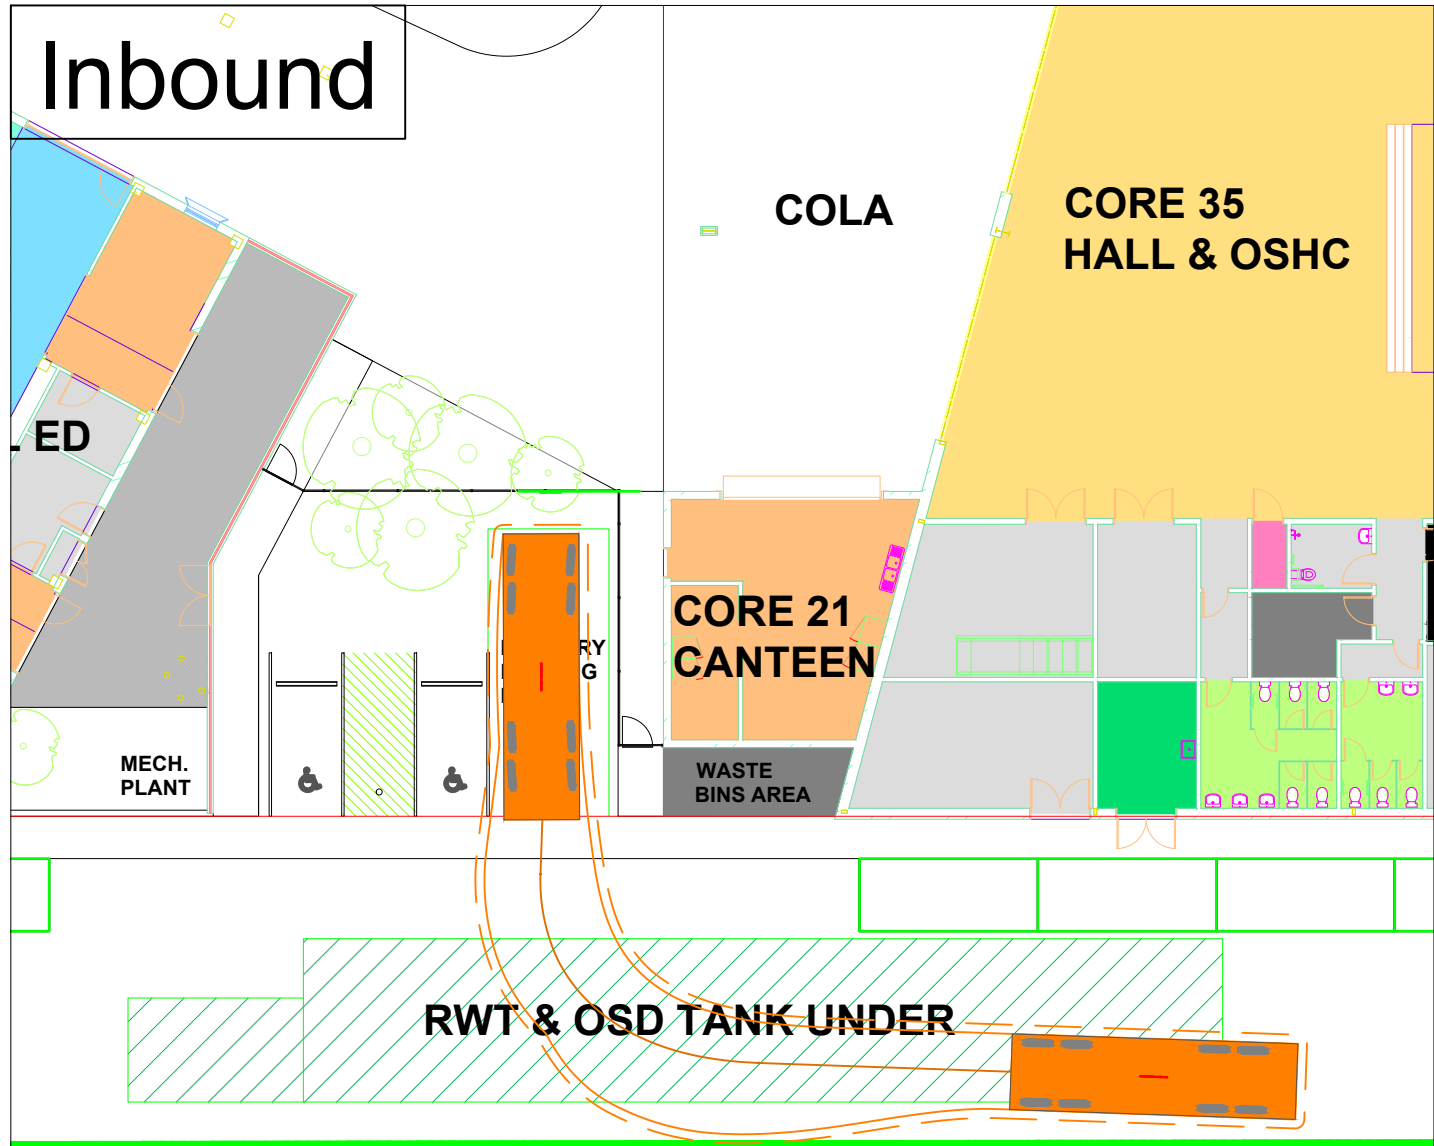 Inbound
COLA
CORE 35
HALL & OSHC
ED
CORE 21
CANTEEN
MECH.
PLANT
WASTE
BINS AREA
RWT & OSD TANK UNDER